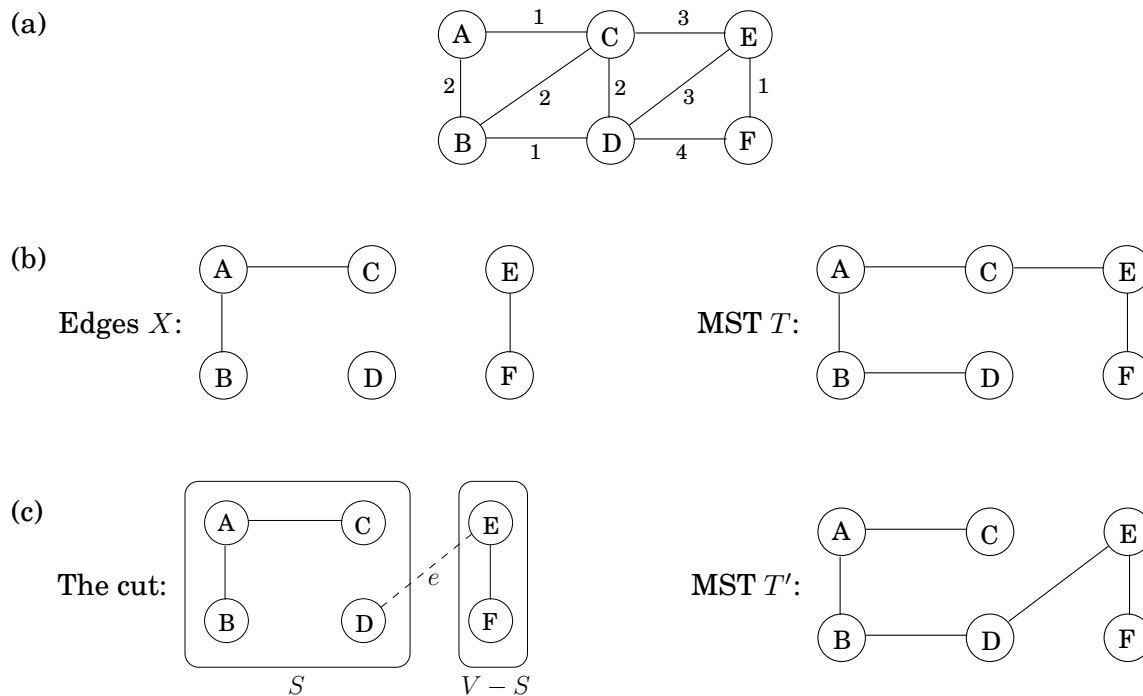 (a)
A 1 C 3 E
2 2 2 3 1
B 1 D 4 F
(b)
A C E
Edges X:
B D F
A C E
MST T:
B D F
(c)
A C E
The cut: e
B D F
S V − S
A C E
MST T′:
B D F